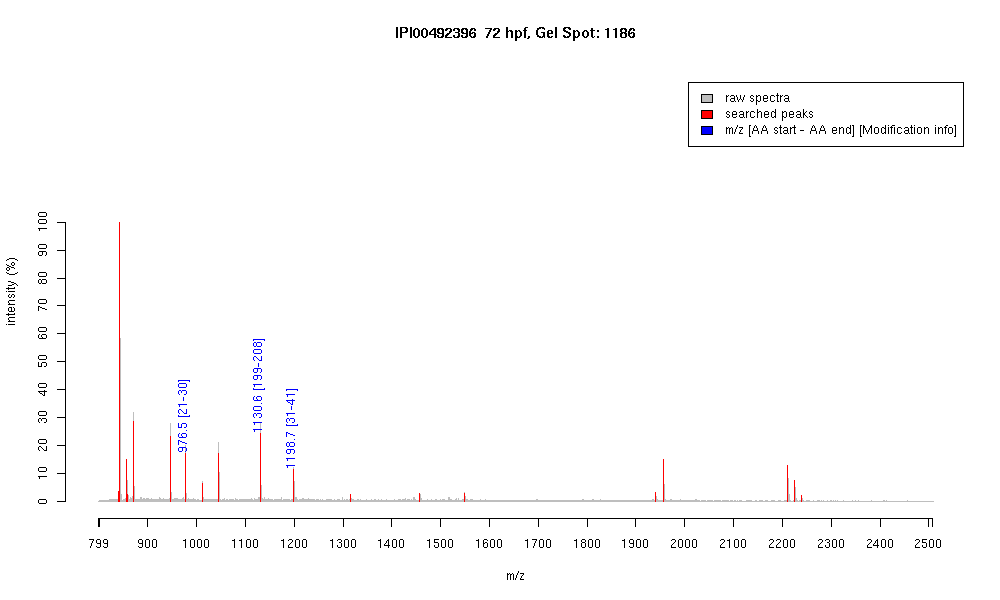 IPI00492396 72 hpf, Gel Spot: 1186
raw spectra
searched peaks
m/z [AA start - AA end] [Modification info]
intensity (%)
100
90
80
70
60
50
40
30
20
10
0
976.5 [21-30]
1130.6 [199-208]
1198.7 [31-41]
799 900 1000 1100 1200 1300 1400 1500 1600 1700 1800 1900 2000 2100 2200 2300 2400 2500
m/z